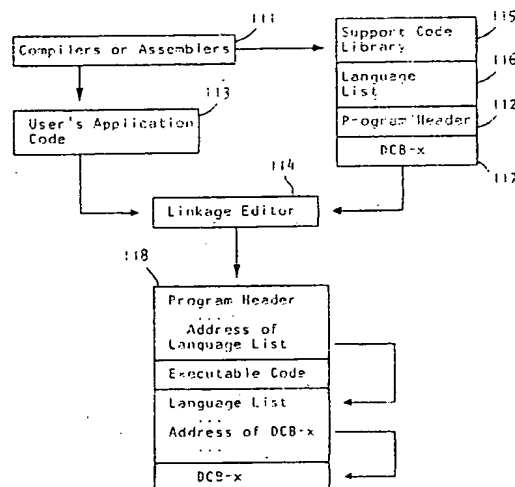 111
Compilers or Assemblers
115
Support Code
Library
116
Language
List
112
Program Header
DCB-x
117
113
User's Application
Code
114
Linkage Editor
118
Program Header
....
Address of
Language List
Executable Code
Language List
...
Address of DCB-x
...
DCB-x